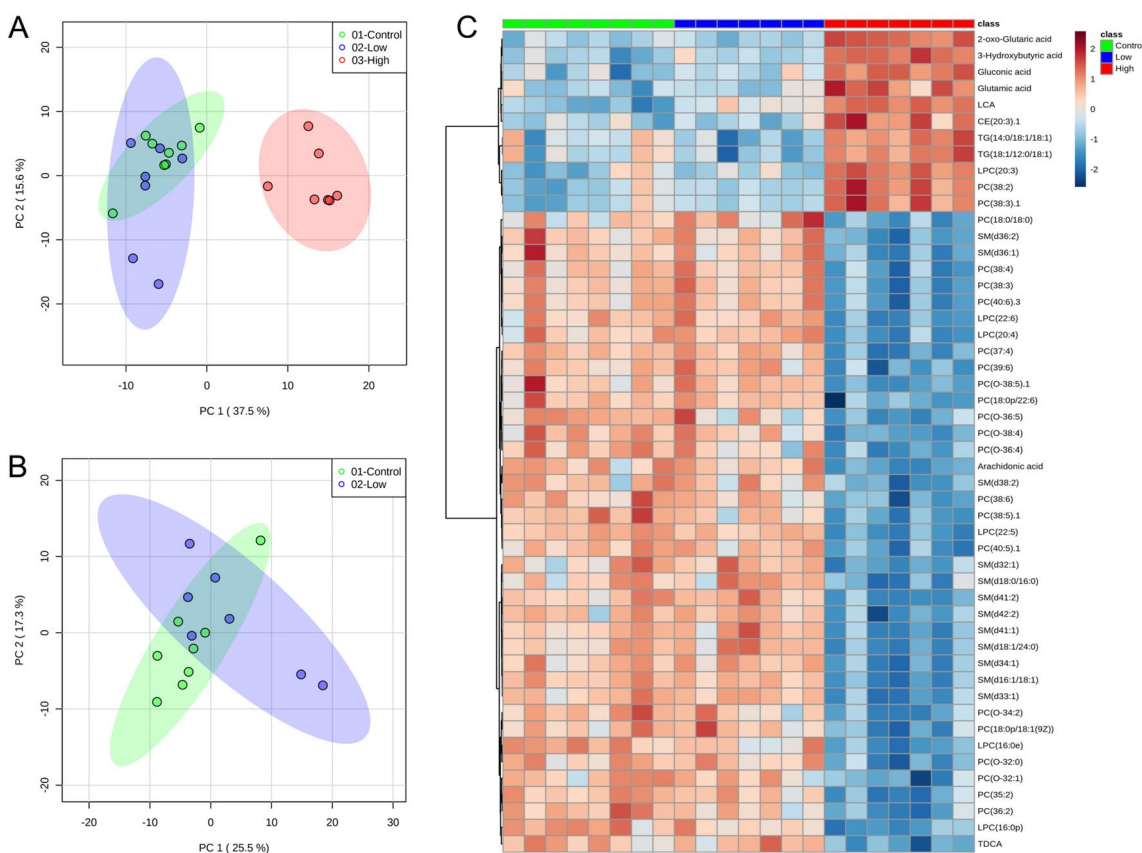 A
01-Control
02-Low
03-High
20
10
0
-10
-20
PC 2 ( 15.6 %)
-10 0 10 20
PC 1 ( 37.5 %)
B
01-Control
02-Low
20
10
0
-10
-20
PC 2 ( 17.3 %)
-20 -10 0 10 20 30
PC 1 ( 25.5 %)
C
class
2-oxo-Glutaric acid
3-Hydroxybutyric acid
Gluconic acid
Glutamic acid
LCA
CE(20:3).1
TG(14:0/18:1/18:1)
TG(18:1/12:0/18:1)
LPC(20:3)
PC(38:2)
PC(38:3).1
PC(18:0/18:0)
SM(d36:2)
SM(d36:1)
PC(38:4)
PC(38:3)
PC(40:6).3
LPC(22:6)
LPC(20:4)
PC(37:4)
PC(39:6)
PC(O-38:5).1
PC(18:0p/22:6)
PC(O-36:5)
PC(O-38:4)
PC(O-36:4)
Arachidonic acid
SM(d38:2)
PC(38:6)
PC(38:5).1
LPC(22:5)
PC(40:5).1
SM(d32:1)
SM(d18:0/16:0)
SM(d41:2)
SM(d42:2)
SM(d41:1)
SM(d18:1/24:0)
SM(d34:1)
SM(d16:1/18:1)
SM(d33:1)
PC(O-34:2)
PC(18:0p/18:1(9Z))
LPC(16:0e)
PC(O-32:0)
PC(O-32:1)
PC(35:2)
PC(36:2)
LPC(16:0p)
TDCA
2
1
0
-1
-2
class
Control
Low
High